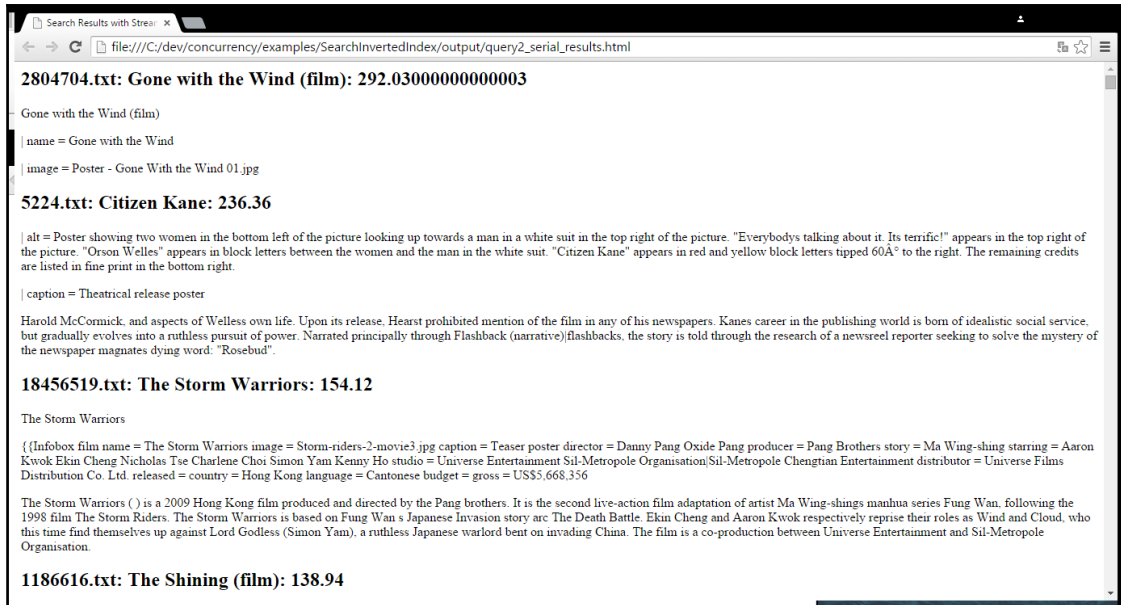 Search Results with Strear
file:///C:/dev/concurrency/examples/SearchInvertedIndex/output/query2_serial_results.html
2804704.txt: Gone with the Wind (film): 292.03000000000003
Gone with the Wind (film)
| name = Gone with the Wind
| image = Poster - Gone With the Wind 01.jpg
5224.txt: Citizen Kane: 236.36
| alt = Poster showing two women in the bottom left of the picture looking up towards a man in a white suit in the top right of the picture. "Everybodys talking about it. Its terrific!" appears in the top right of
the picture. "Orson Welles" appears in block letters between the women and the man in the white suit. "Citizen Kane" appears in red and yellow block letters tipped 60Â° to the right. The remaining credits
are listed in fine print in the bottom right.
| caption = Theatrical release poster
Harold McCormick, and aspects of Welless own life. Upon its release, Hearst prohibited mention of the film in any of his newspapers. Kanes career in the publishing world is born of idealistic social service,
but gradually evolves into a ruthless pursuit of power. Narrated principally through Flashback (narrative)|flashbacks, the story is told through the research of a newsreel reporter seeking to solve the mystery of
the newspaper magnates dying word: "Rosebud".
18456519.txt: The Storm Warriors: 154.12
The Storm Warriors
{{Infobox film name = The Storm Warriors image = Storm-riders-2-movie3.jpg caption = Teaser poster director = Danny Pang Oxide Pang producer = Pang Brothers story = Ma Wing-shing starring = Aaron
Kwok Ekin Cheng Nicholas Tse Charlene Choi Simon Yam Kenny Ho studio = Universe Entertainment Sil-Metropole Organisation|Sil-Metropole Chengtian Entertainment distributor = Universe Films
Distribution Co. Ltd. released = country = Hong Kong language = Cantonese budget = gross = US$5,668,356
The Storm Warriors ( ) is a 2009 Hong Kong film produced and directed by the Pang brothers. It is the second live-action film adaptation of artist Ma Wing-shings manhua series Fung Wan, following the
1998 film The Storm Riders. The Storm Warriors is based on Fung Wan s Japanese Invasion story arc The Death Battle. Ekin Cheng and Aaron Kwok respectively reprise their roles as Wind and Cloud, who
this time find themselves up against Lord Godless (Simon Yam), a ruthless Japanese warlord bent on invading China. The film is a co-production between Universe Entertainment and Sil-Metropole
Organisation.
1186616.txt: The Shining (film): 138.94